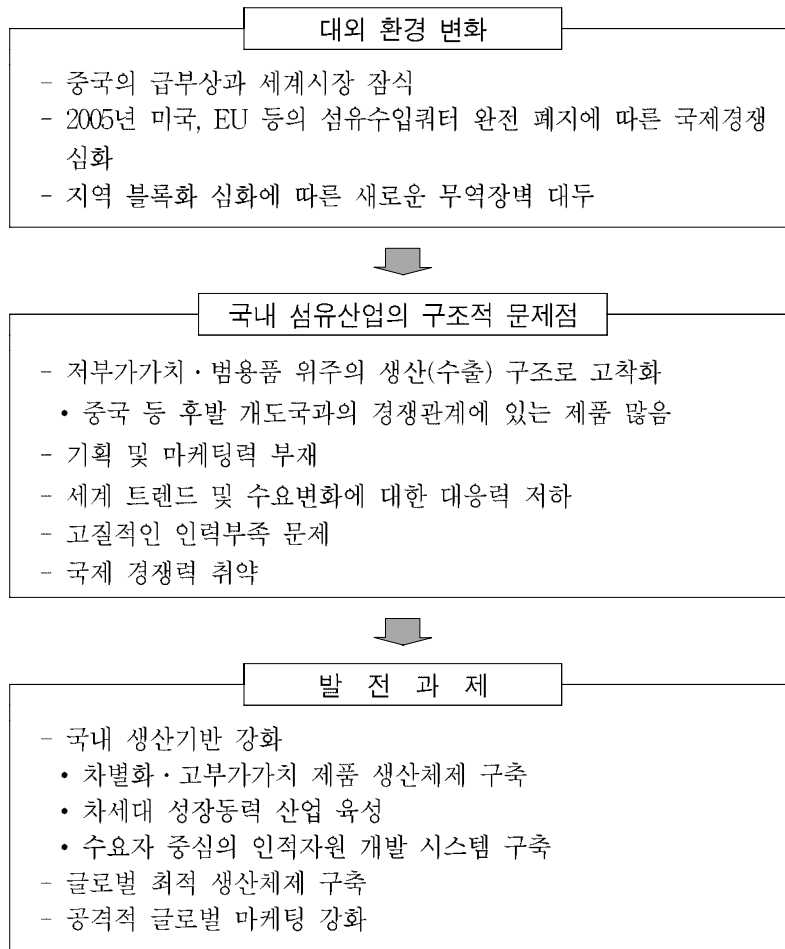 대외 환경 변화
- 중국의 급부상과 세계시장 잠식
- 2005년 미국, EU 등의 섬유수입쿼터 완전 폐지에 따른 국제경쟁
심화
- 지역 블록화 심화에 따른 새로운 무역장벽 대두
국내 섬유산업의 구조적 문제점
- 저부가가치·범용품 위주의 생산(수출) 구조로 고착화
• 중국 등 후발 개도국과의 경쟁관계에 있는 제품 많음
- 기획 및 마케팅력 부재
- 세계 트렌드 및 수요변화에 대한 대응력 저하
- 고질적인 인력부족 문제
- 국제 경쟁력 취약
발 전 과 제
- 국내 생산기반 강화
• 차별화·고부가가치 제품 생산체제 구축
• 차세대 성장동력 산업 육성
• 수요자 중심의 인적자원 개발 시스템 구축
- 글로벌 최적 생산체제 구축
- 공격적 글로벌 마케팅 강화